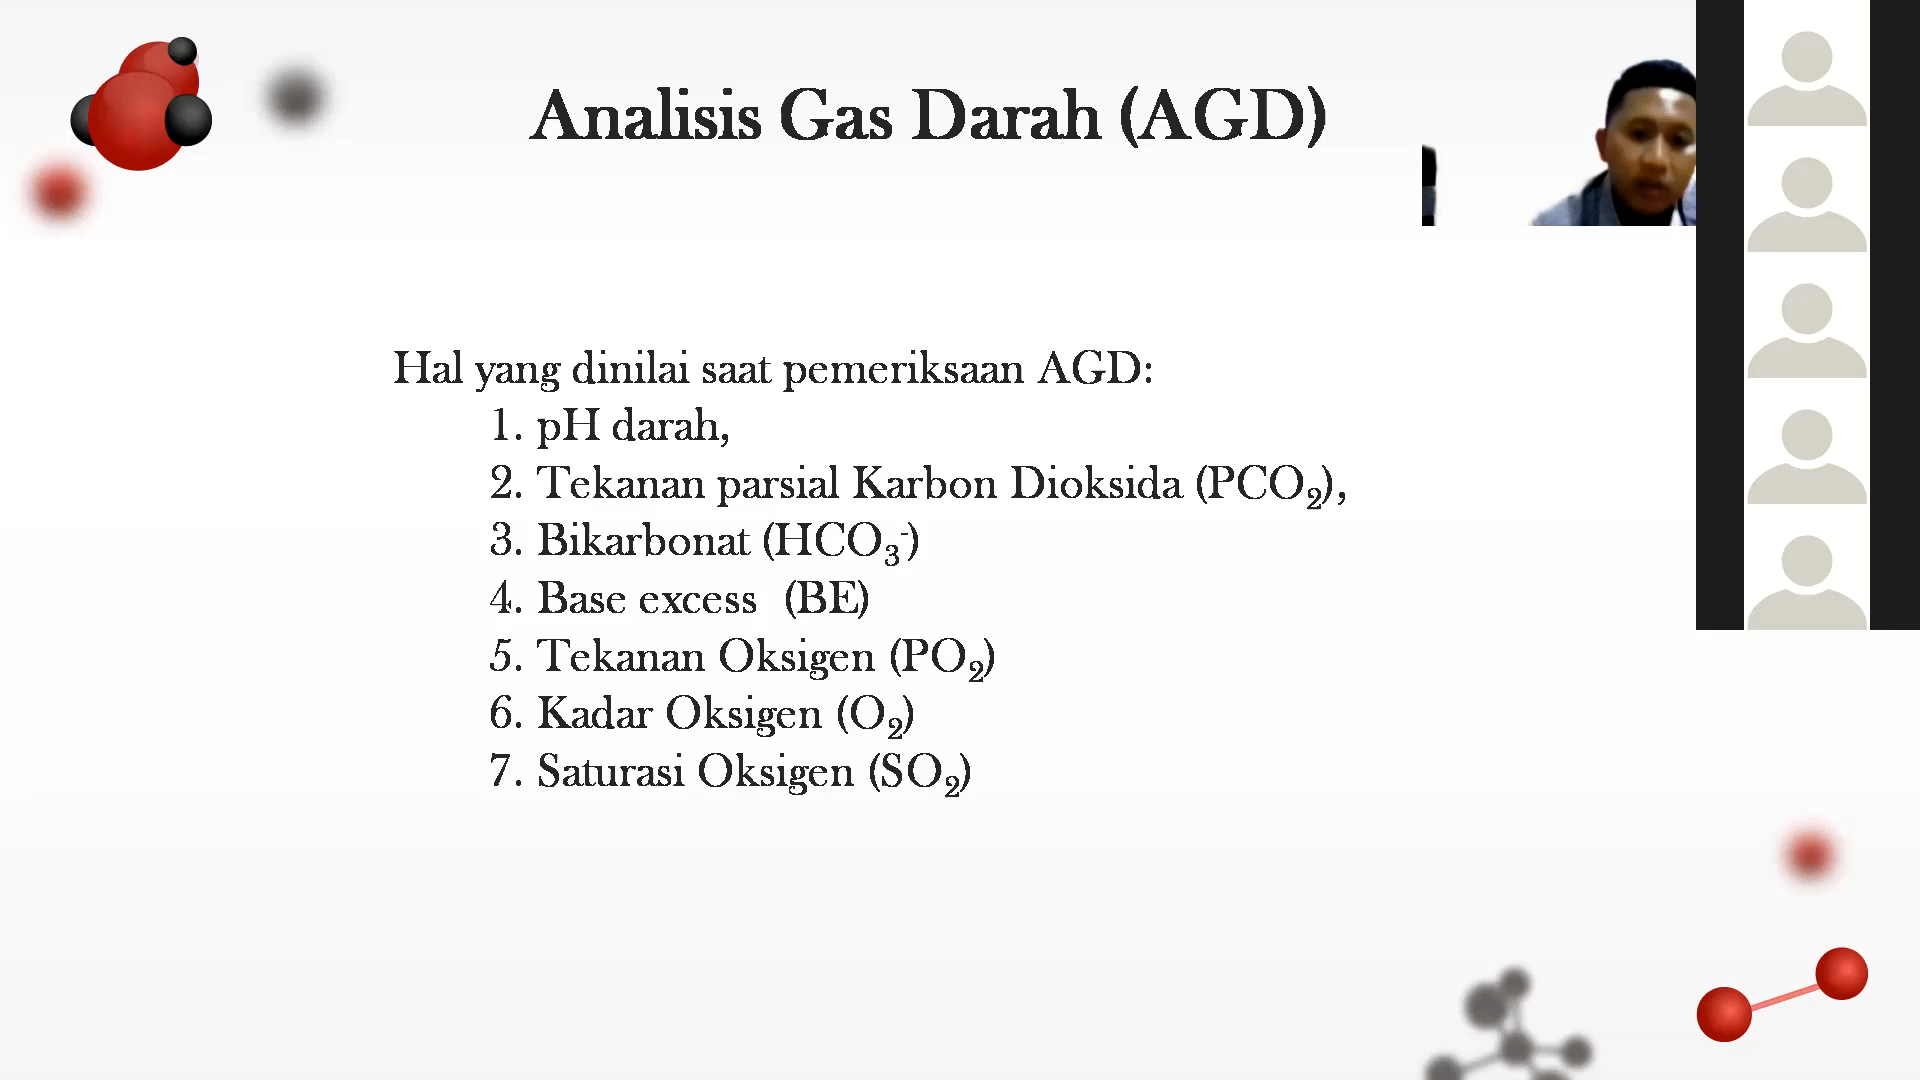 Analisis Gas Darah (AGD)
Hal yang dinilai saat pemeriksaan AGD:
1. pH darah,
2. Tekanan parsial Karbon Dioksida (PCO₂),
3. Bikarbonat (HCO₃⁻)
4. Base excess  (BE)
5. Tekanan Oksigen (PO₂)
6. Kadar Oksigen (O₂)
7. Saturasi Oksigen (SO₂)